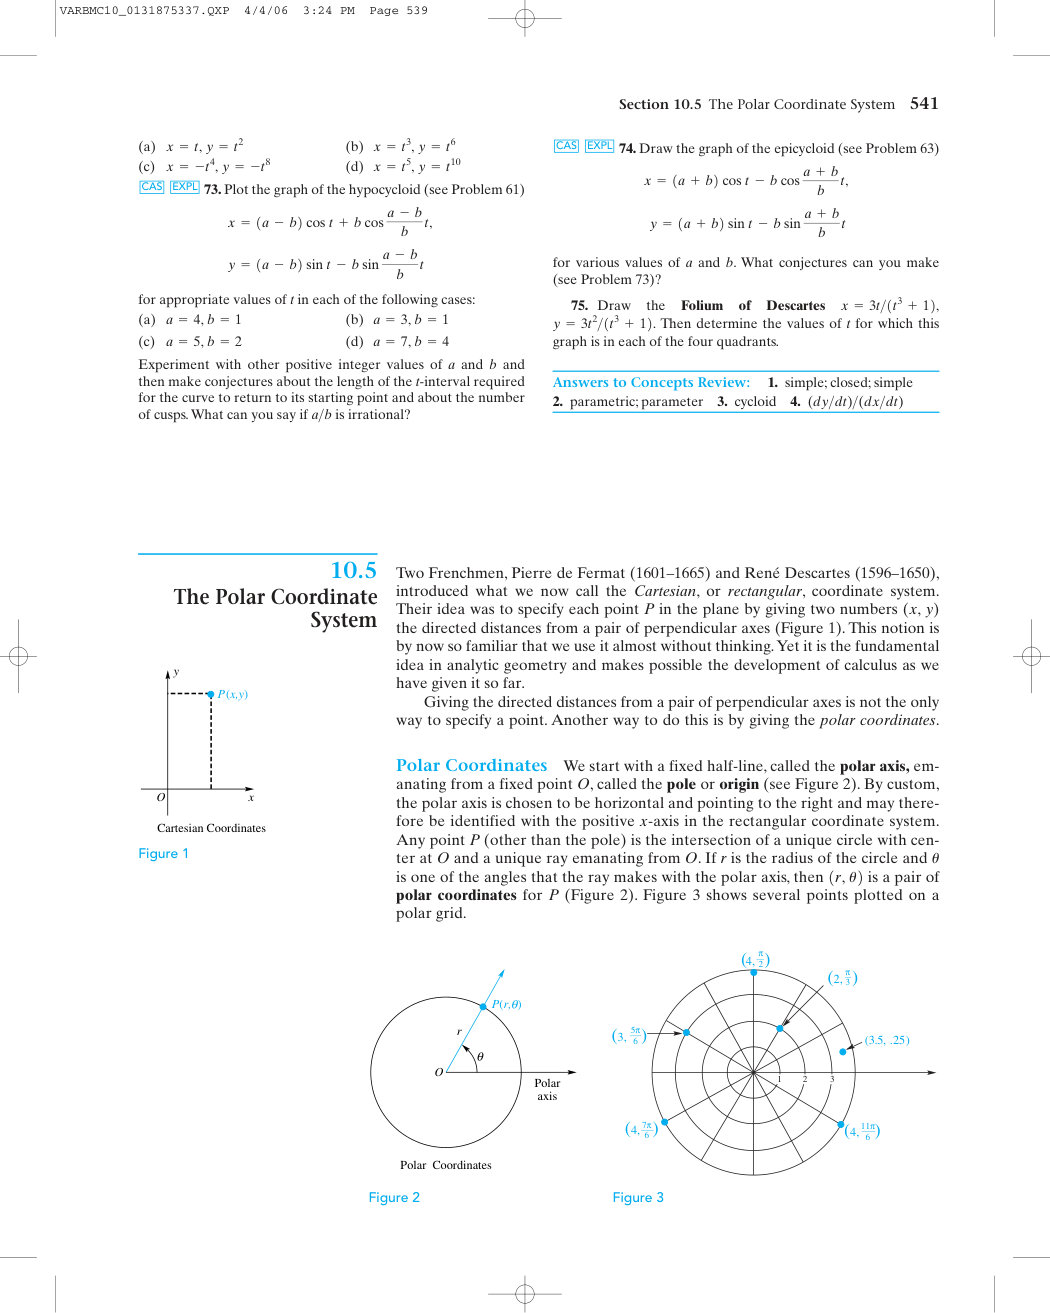 VARBMC10_0131875337.QXP 4/4/06 3:24 PM Page 539
Section 10.5 The Polar Coordinate System 541
(a) x = t, y = t² (b) x = t³, y = t⁶
(c) x = −t⁴, y = −t⁸ (d) x = t⁵, y = t¹⁰
CAS EXPL 73. Plot the graph of the hypocycloid (see Problem 61)
x = (a − b) cos t + b cos (a − b)/b t,
y = (a − b) sin t − b sin (a − b)/b t
for appropriate values of t in each of the following cases:
(a) a = 4, b = 1 (b) a = 3, b = 1
(c) a = 5, b = 2 (d) a = 7, b = 4
Experiment with other positive integer values of a and b and
then make conjectures about the length of the t-interval required
for the curve to return to its starting point and about the number
of cusps. What can you say if a/b is irrational?
CAS EXPL 74. Draw the graph of the epicycloid (see Problem 63)
x = (a + b) cos t − b cos (a + b)/b t,
y = (a + b) sin t − b sin (a + b)/b t
for various values of a and b. What conjectures can you make
(see Problem 73)?
75. Draw the Folium of Descartes x = 3t/(t³ + 1),
y = 3t²/(t³ + 1). Then determine the values of t for which this
graph is in each of the four quadrants.
Answers to Concepts Review: 1. simple; closed; simple
2. parametric; parameter 3. cycloid 4. (dy/dt)/(dx/dt)
10.5
The Polar Coordinate
System
Two Frenchmen, Pierre de Fermat (1601–1665) and René Descartes (1596–1650),
introduced what we now call the Cartesian, or rectangular, coordinate system.
Their idea was to specify each point P in the plane by giving two numbers (x, y)
the directed distances from a pair of perpendicular axes (Figure 1). This notion is
by now so familiar that we use it almost without thinking. Yet it is the fundamental
idea in analytic geometry and makes possible the development of calculus as we
have given it so far.
Giving the directed distances from a pair of perpendicular axes is not the only
way to specify a point. Another way to do this is by giving the polar coordinates.
y
P(x,y)
O x
Cartesian Coordinates
Figure 1
Polar Coordinates We start with a fixed half-line, called the polar axis, em-
anating from a fixed point O, called the pole or origin (see Figure 2). By custom,
the polar axis is chosen to be horizontal and pointing to the right and may there-
fore be identified with the positive x-axis in the rectangular coordinate system.
Any point P (other than the pole) is the intersection of a unique circle with cen-
ter at O and a unique ray emanating from O. If r is the radius of the circle and θ
is one of the angles that the ray makes with the polar axis, then (r, θ) is a pair of
polar coordinates for P (Figure 2). Figure 3 shows several points plotted on a
polar grid.
P(r,θ)
r
θ
O
Polar
axis
Polar Coordinates
Figure 2
(4, π/2)
(2, π/3)
(3, 5π/6)
(3.5, .25)
1 2 3
(4, 7π/6)
(4, 11π/6)
Figure 3